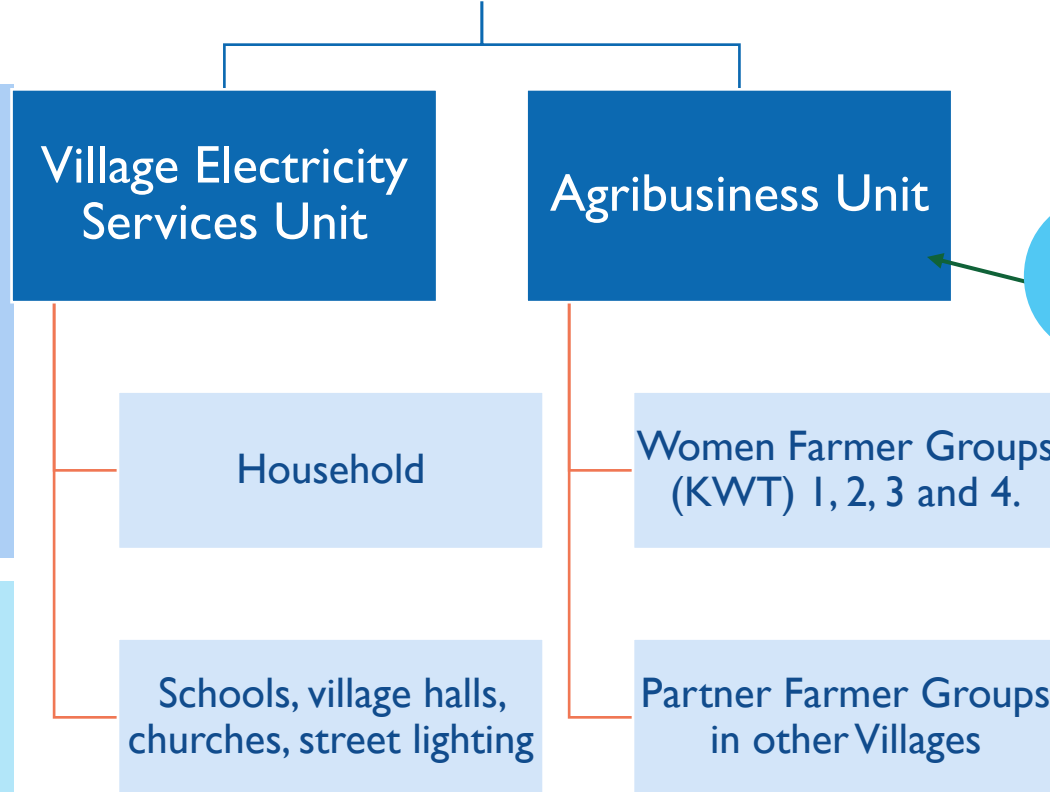 Village Electricity
Services Unit
Agribusiness Unit
Household
Women Farmer Groups
(KWT) 1, 2, 3 and 4.
Schools, village halls,
churches, street lighting
Partner Farmer Groups
in other Villages